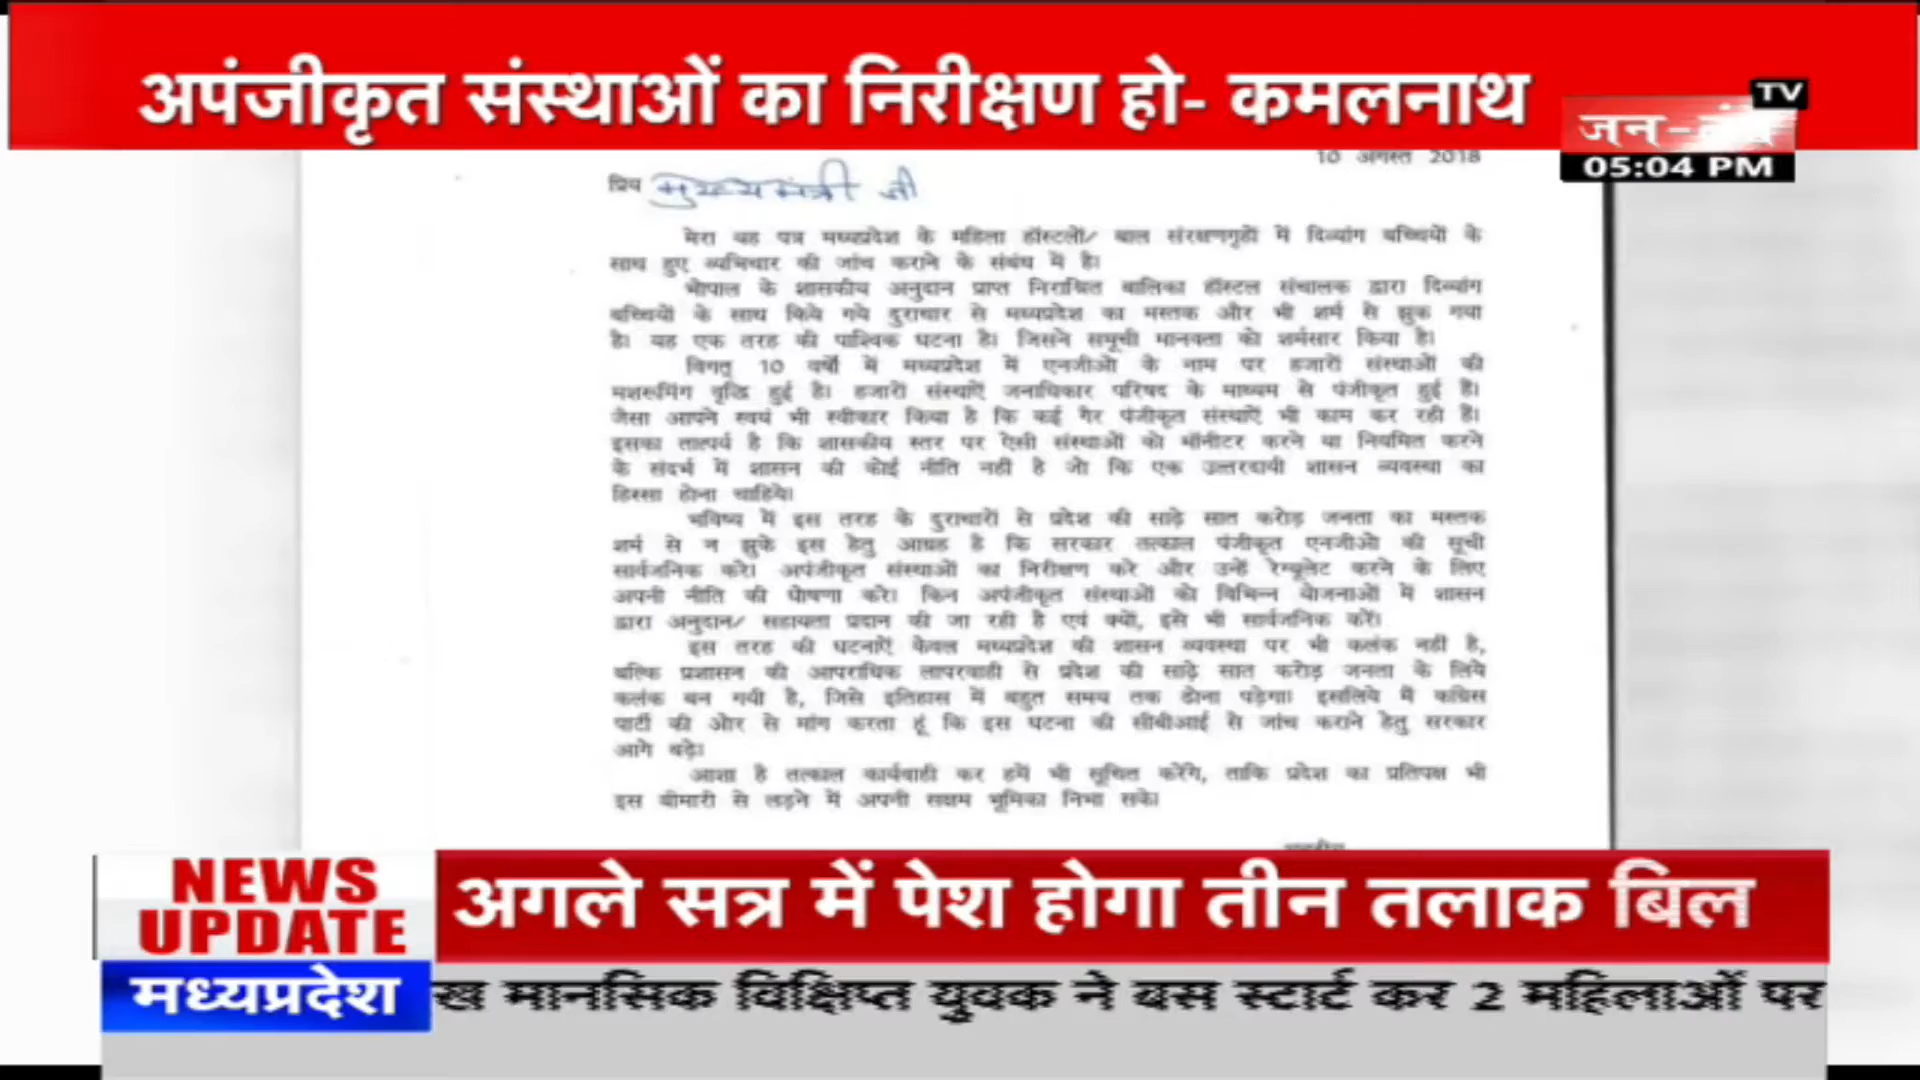 अपंजीकृत संस्थाओं का निरीक्षण हो- कमलनाथ
TV
जन-
05:04 PM
10 अगस्त 2018
प्रिय मुख्यमंत्री जी
मेरा यह पत्र मध्यप्रदेश के महिला हॉस्टलों/ बाल संरक्षणगृहों में दिव्यांग बच्चियों के
साथ हुए व्यभिचार की जांच कराने के संबंध में है।
भोपाल के शासकीय अनुदान प्राप्त निराश्रित बालिका हॉस्टल संचालक द्वारा दिव्यांग
बच्चियों के साथ किये गये दुराचार से मध्यप्रदेश का मस्तक और भी शर्म से झुक गया
है। यह एक तरह की पाश्विक घटना है। जिसने समूची मानवता को शर्मसार किया है।
विगत् 10 वर्षों में मध्यप्रदेश में एनजीओ के नाम पर हजारों संस्थाओं की
मशरूमिंग वृद्धि हुई है। हजारों संस्थाऐं जनाधिकार परिषद के माध्यम से पंजीकृत हुई हैं।
जैसा आपने स्वयं भी स्वीकार किया है कि कई गैर पंजीकृत संस्थाऐं भी काम कर रही हैं।
इसका तात्पर्य है कि शासकीय स्तर पर ऐसी संस्थाओं को मॉनीटर करने या नियमित करने
के संदर्भ में शासन की कोई नीति नहीं है जो कि एक उत्तरदायी शासन व्यवस्था का
हिस्सा होना चाहिये।
भविष्य में इस तरह के दुराचारों से प्रदेश की साढ़े सात करोड़ जनता का मस्तक
शर्म से न झुके इस हेतु आग्रह है कि सरकार तत्काल पंजीकृत एनजीओ की सूची
सार्वजनिक करे। अपंजीकृत संस्थाओं का निरीक्षण करे और उन्हें रेग्यूलेट करने के लिए
अपनी नीति की घोषणा करे। किन अपंजीकृत संस्थाओं को विभिन्न योजनाओं में शासन
द्वारा अनुदान/ सहायता प्रदान की जा रही है एवं क्यों, इसे भी सार्वजनिक करें।
इस तरह की घटनाऐं केवल मध्यप्रदेश की शासन व्यवस्था पर भी कलंक नहीं है,
बल्कि प्रशासन की आपराधिक लापरवाही से प्रदेश की साढ़े सात करोड़ जनता के लिये
कलंक बन गयी है, जिसे इतिहास में बहुत समय तक ढोना पड़ेगा। इसलिये मैं कांग्रेस
पार्टी की ओर से मांग करता हूं कि इस घटना की सीबीआई से जांच कराने हेतु सरकार
आगे बढ़े।
आशा है तत्काल कार्यवाही कर हमें भी सूचित करेंगे, ताकि प्रदेश का प्रतिपक्ष भी
इस बीमारी से लड़ने में अपनी सक्षम भूमिका निभा सके।
NEWS
UPDATE
अगले सत्र में पेश होगा तीन तलाक बिल
मध्यप्रदेश
ख मानसिक विक्षिप्त युवक ने बस स्टार्ट कर 2 महिलाओं पर